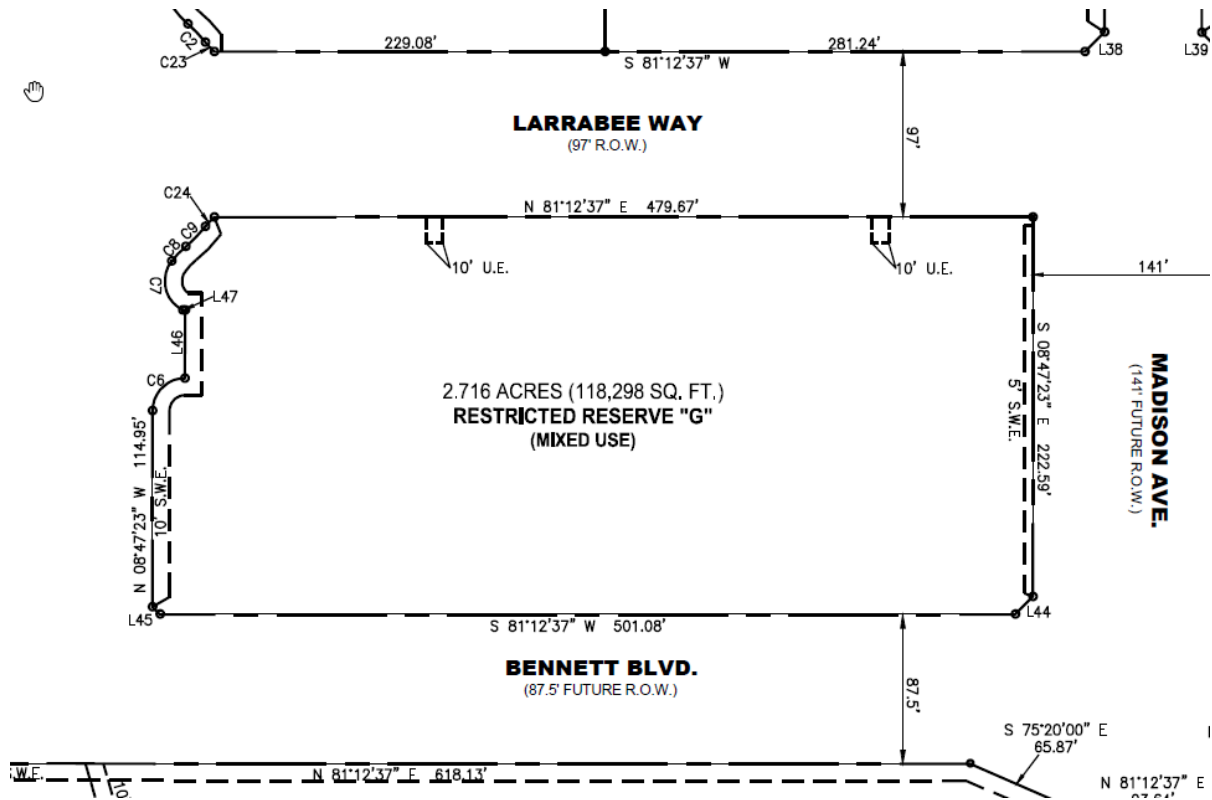 229.08'
281.24'
C2
C23
S 81°12'37" W
L38
L39
LARRABEE WAY
(97' R.O.W.)
97'
C24
N 81°12'37" E 479.67'
C9
C8
10' U.E.
10' U.E.
141'
C7
L47
L46
C6
2.716 ACRES (118,298 SQ. FT.)
RESTRICTED RESERVE "G"
(MIXED USE)
S 08°47'23" E 222.59'
5' S.W.E.
MADISON AVE.
(141' FUTURE R.O.W.)
N 08°47'23" W 114.95'
10' S.W.E.
L45
L44
S 81°12'37" W 501.08'
BENNETT BLVD.
(87.5' FUTURE R.O.W.)
87.5'
S 75°20'00" E
65.87'
S.W.E.
N 81°12'37" E 618.13'
N 81°12'37" E